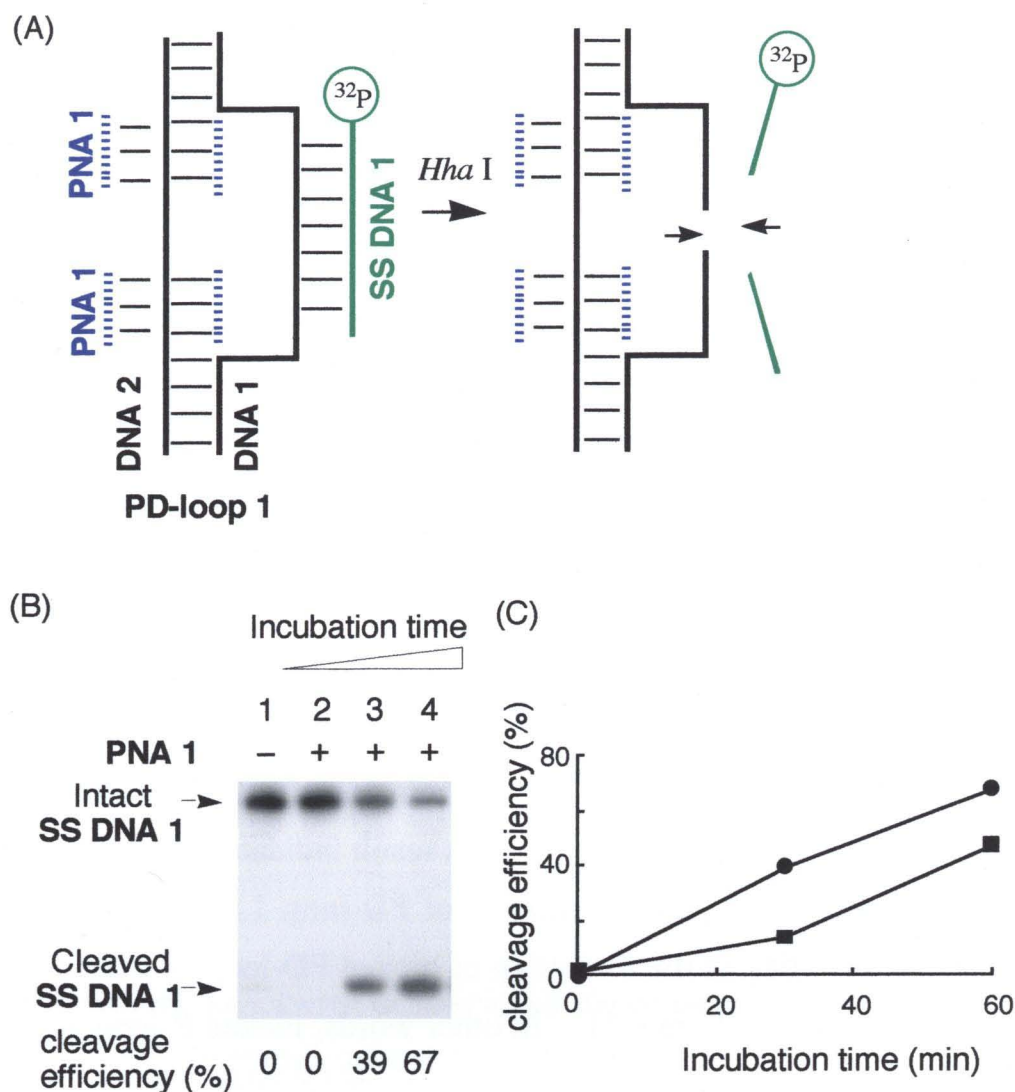 (A)
32P
32P
PNA 1
SS DNA 1
Hha I
PNA 1
DNA 2
DNA 1
PD-loop 1
(B)
Incubation time
1 2 3 4
PNA 1 – + + +
Intact
SS DNA 1
Cleaved
SS DNA 1
cleavage
efficiency (%) 0 0 39 67
(C)
cleavage efficiency (%)
80
40
0
0 20 40 60
Incubation time (min)